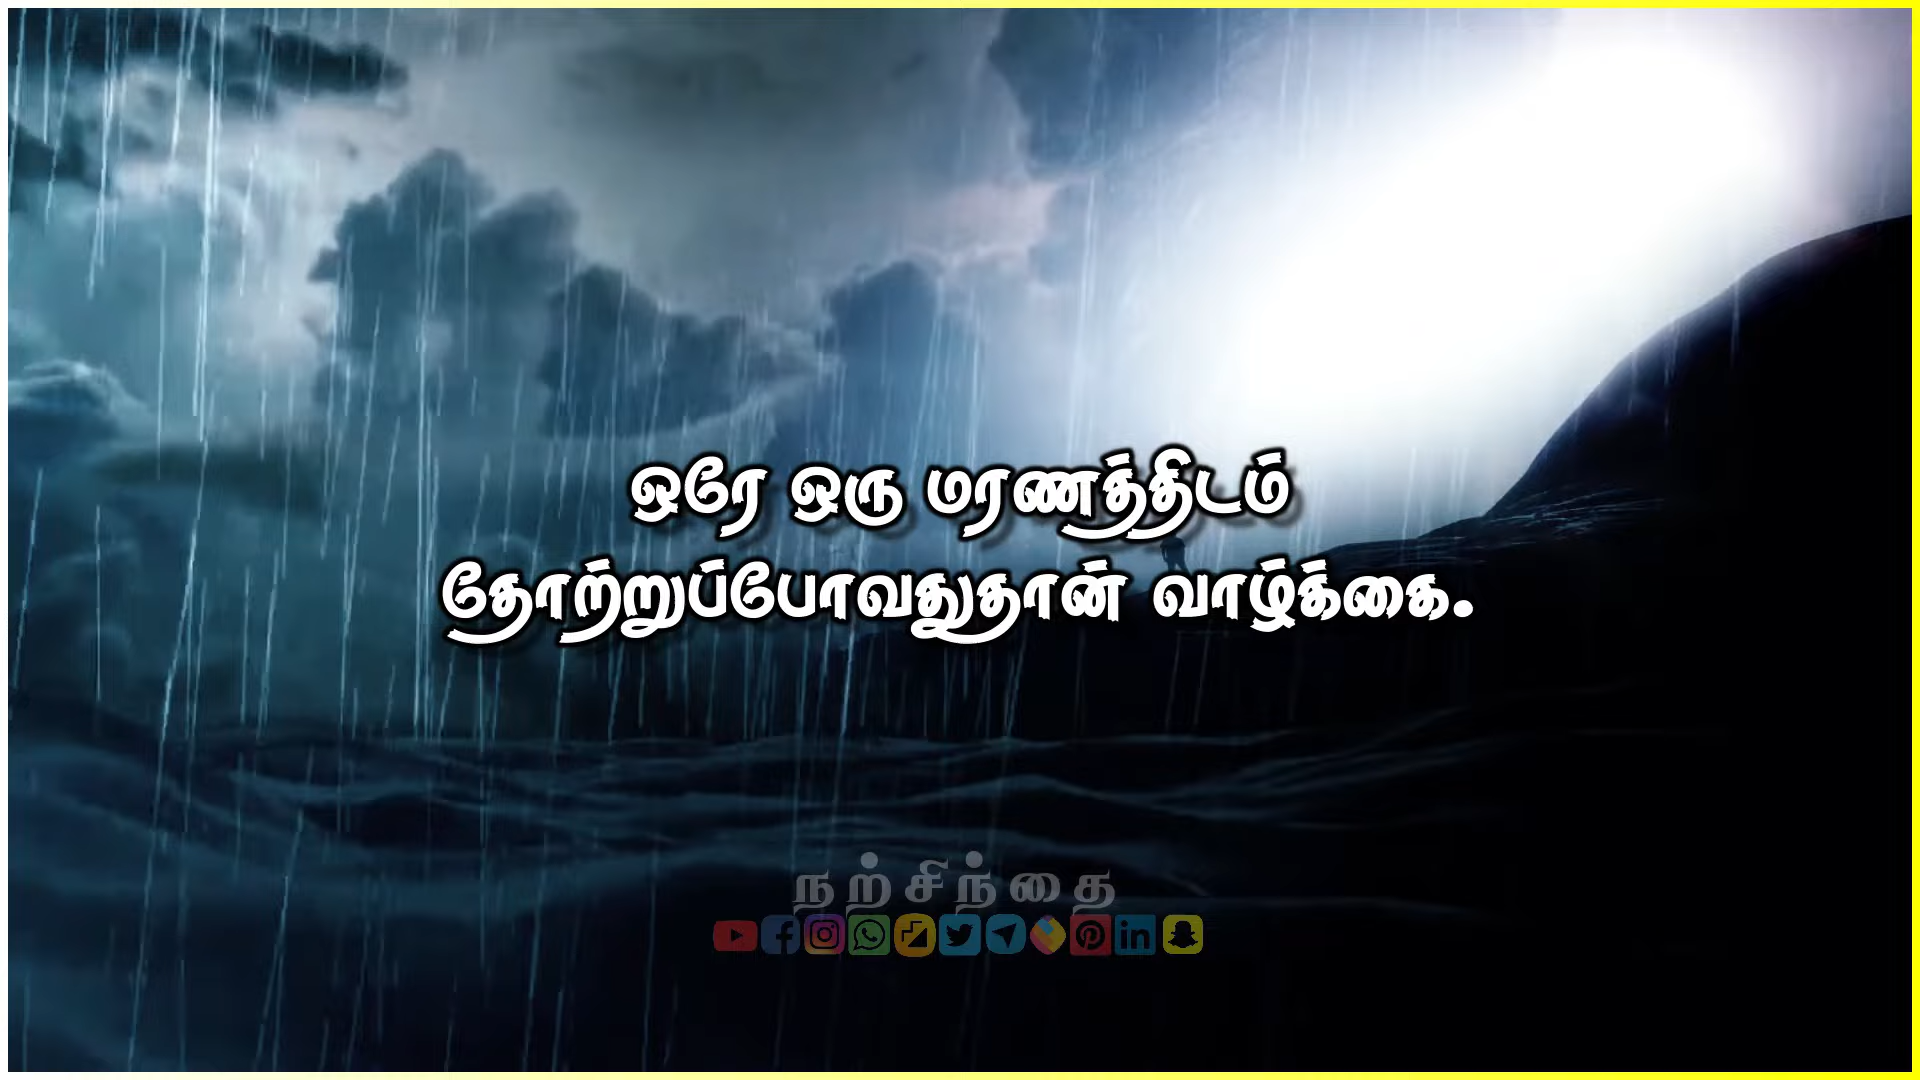 ஒரே ஒரு மரணத்திடம்
தோற்றுப்போவதுதான் வாழ்க்கை.
நற்சிந்தை